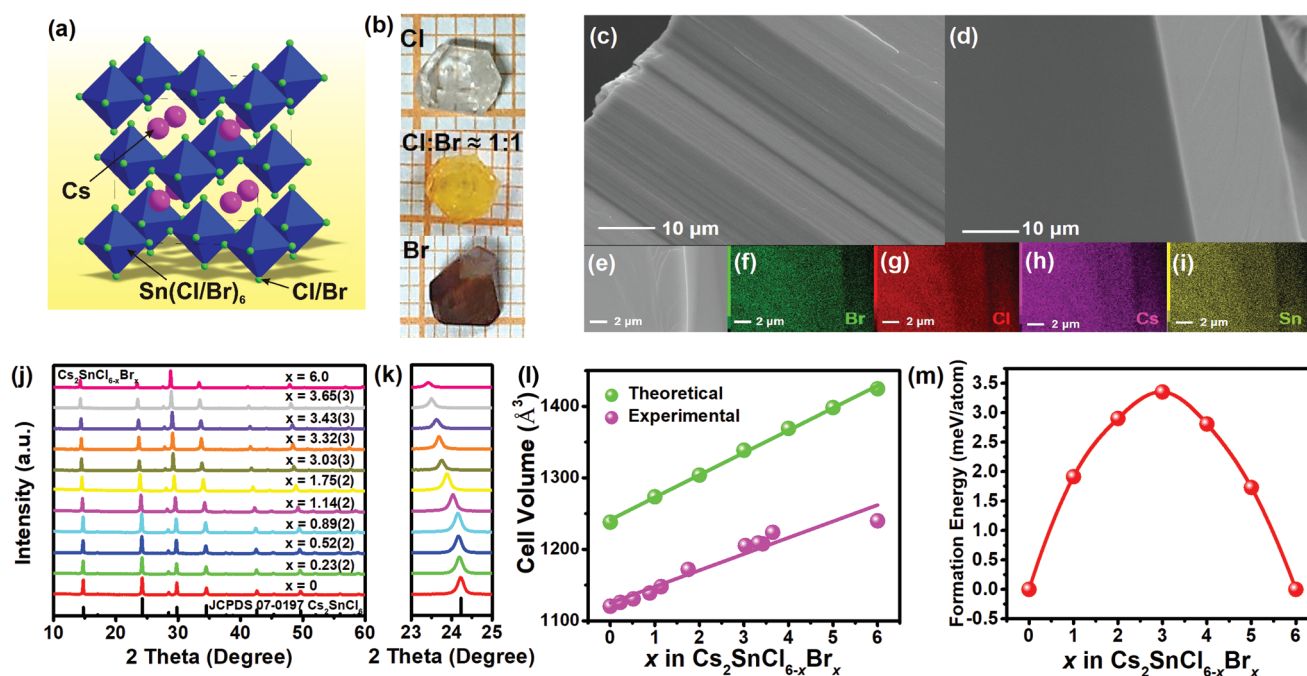 (a)
Cs
Sn(Cl/Br)6
Cl/Br
(b)
Cl
Cl:Br ≈ 1:1
Br
(c)
10 µm
(d)
10 µm
(e)
2 µm
(f)
2 µm
Br
(g)
2 µm
Cl
(h)
2 µm
Cs
(i)
2 µm
Sn
(j)
Intensity (a.u.)
Cs2SnCl6-xBrx
x = 6.0
x = 3.65(3)
x = 3.43(3)
x = 3.32(3)
x = 3.03(3)
x = 1.75(2)
x = 1.14(2)
x = 0.89(2)
x = 0.52(2)
x = 0.23(2)
x = 0
JCPDS 07-0197 Cs2SnCl6
10 20 30 40 50 60
2 Theta (Degree)
(k)
23 24 25
2 Theta (Degree)
(l)
Cell Volume (Å3)
1400
1300
1200
1100
Theoretical
Experimental
0 1 2 3 4 5 6
x in Cs2SnCl6-xBrx
(m)
Formation Energy (meV/atom)
3.5
3.0
2.5
2.0
1.5
1.0
0.5
0.0
-0.5
0 1 2 3 4 5 6
x in Cs2SnCl6-xBrx